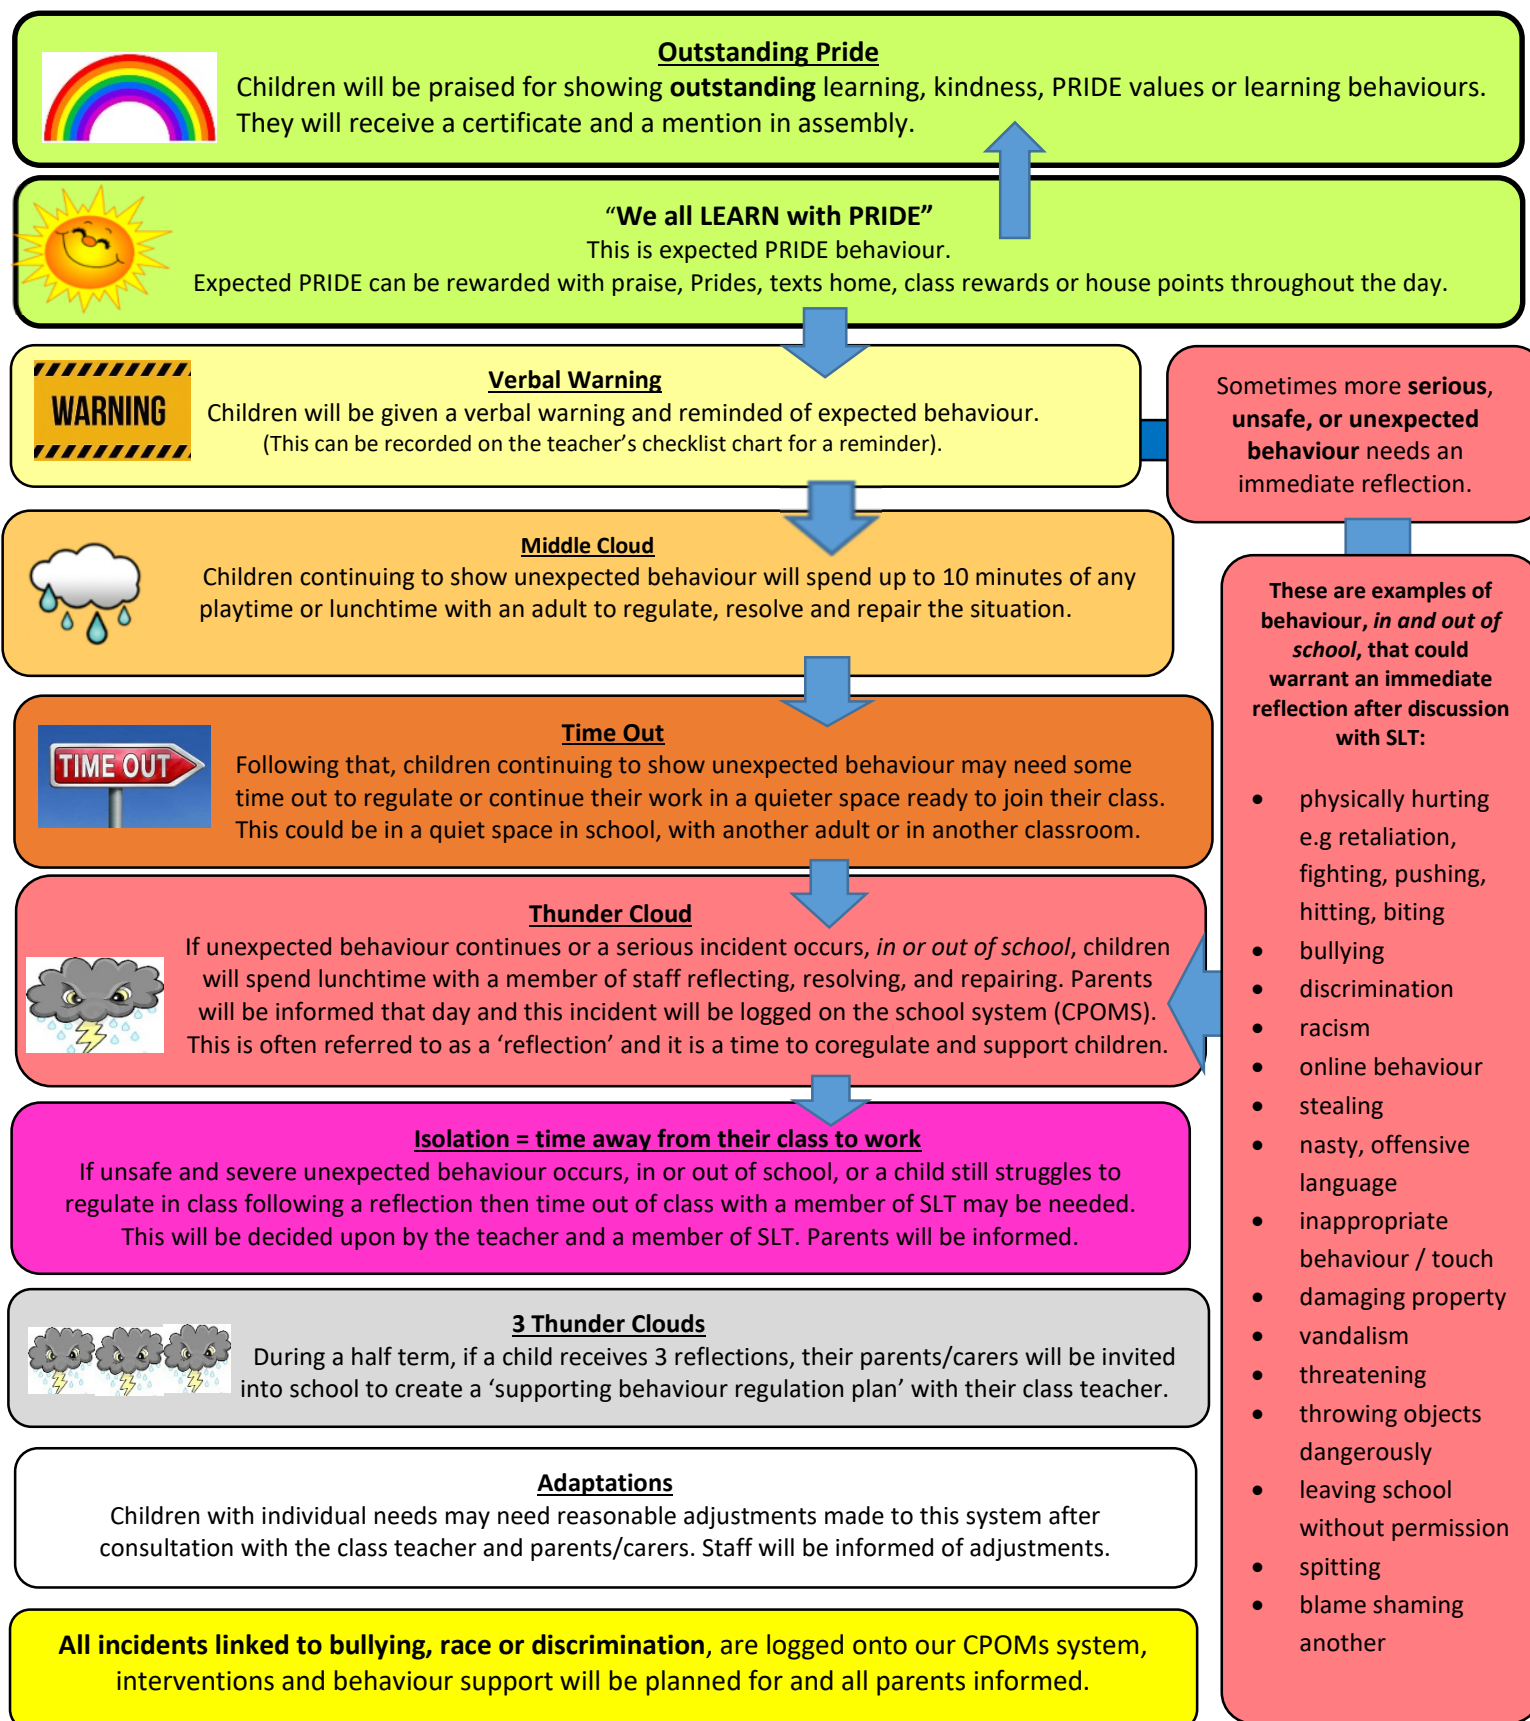 Outstanding Pride
Children will be praised for showing outstanding learning, kindness, PRIDE values or learning behaviours.
They will receive a certificate and a mention in assembly.
“We all LEARN with PRIDE”
This is expected PRIDE behaviour.
Expected PRIDE can be rewarded with praise, Prides, texts home, class rewards or house points throughout the day.
WARNING
Verbal Warning
Children will be given a verbal warning and reminded of expected behaviour.
(This can be recorded on the teacher’s checklist chart for a reminder).
Sometimes more serious,
unsafe, or unexpected
behaviour needs an
immediate reflection.
Middle Cloud
Children continuing to show unexpected behaviour will spend up to 10 minutes of any
playtime or lunchtime with an adult to regulate, resolve and repair the situation.
TIME OUT
Time Out
Following that, children continuing to show unexpected behaviour may need some
time out to regulate or continue their work in a quieter space ready to join their class.
This could be in a quiet space in school, with another adult or in another classroom.
Thunder Cloud
If unexpected behaviour continues or a serious incident occurs, in or out of school, children
will spend lunchtime with a member of staff reflecting, resolving, and repairing. Parents
will be informed that day and this incident will be logged on the school system (CPOMS).
This is often referred to as a ‘reflection’ and it is a time to coregulate and support children.
Isolation = time away from their class to work
If unsafe and severe unexpected behaviour occurs, in or out of school, or a child still struggles to
regulate in class following a reflection then time out of class with a member of SLT may be needed.
This will be decided upon by the teacher and a member of SLT. Parents will be informed.
3 Thunder Clouds
During a half term, if a child receives 3 reflections, their parents/carers will be invited
into school to create a ‘supporting behaviour regulation plan’ with their class teacher.
Adaptations
Children with individual needs may need reasonable adjustments made to this system after
consultation with the class teacher and parents/carers. Staff will be informed of adjustments.
All incidents linked to bullying, race or discrimination, are logged onto our CPOMs system,
interventions and behaviour support will be planned for and all parents informed.
These are examples of
behaviour, in and out of
school, that could
warrant an immediate
reflection after discussion
with SLT:
• physically hurting
e.g retaliation,
fighting, pushing,
hitting, biting
• bullying
• discrimination
• racism
• online behaviour
• stealing
• nasty, offensive
language
• inappropriate
behaviour / touch
• damaging property
• vandalism
• threatening
• throwing objects
dangerously
• leaving school
without permission
• spitting
• blame shaming
another